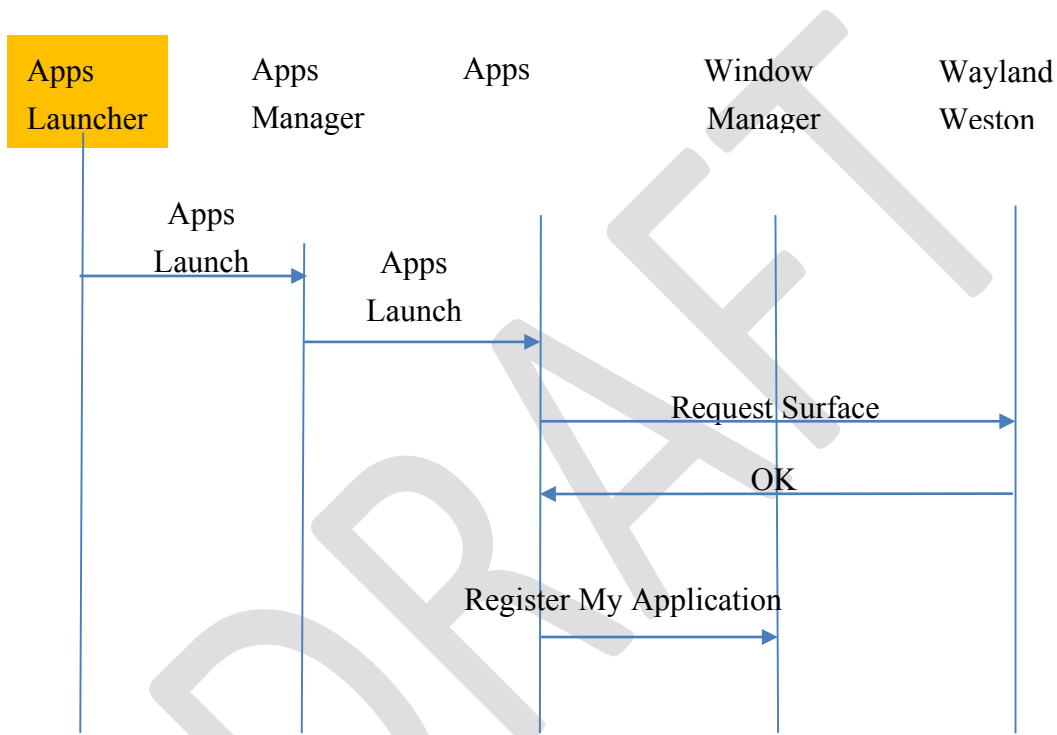 Apps
Launcher
Apps
Manager
Apps
Window
Manager
Wayland
Weston
Apps
Launch
Apps
Launch
Request Surface
OK
Register My Application
DRAFT